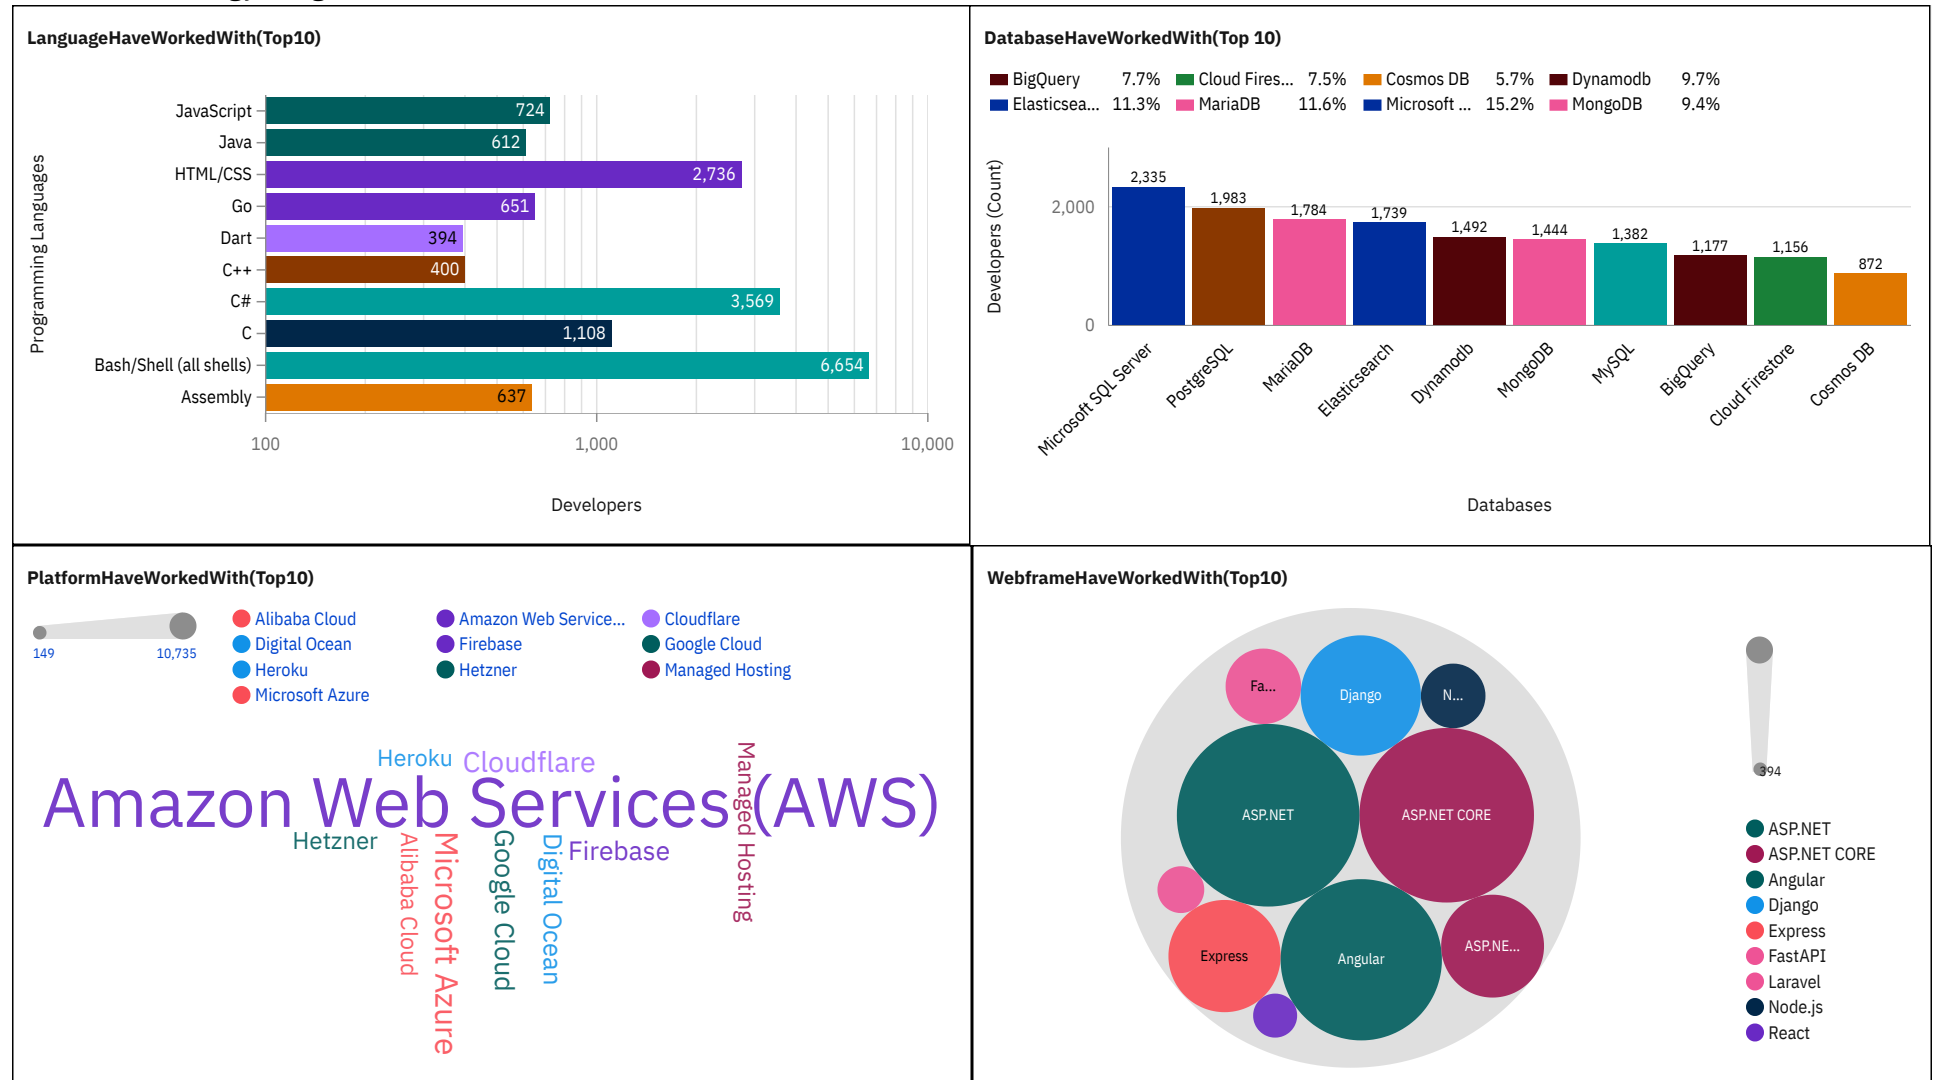 LanguageHaveWorkedWith(Top10)
Programming Languages
JavaScript 724
Java 612
HTML/CSS 2,736
Go 651
Dart 394
C++ 400
C# 3,569
C 1,108
Bash/Shell (all shells) 6,654
Assembly 637
100 1,000 10,000
Developers
DatabaseHaveWorkedWith(Top 10)
BigQuery 7.7% Cloud Fires... 7.5% Cosmos DB 5.7% Dynamodb 9.7%
Elasticsea... 11.3% MariaDB 11.6% Microsoft ... 15.2% MongoDB 9.4%
Developers (Count)
2,000
0
2,335 1,983 1,784 1,739 1,492 1,444 1,382 1,177 1,156 872
Microsoft SQL Server
PostgreSQL
MariaDB
Elasticsearch
Dynamodb
MongoDB
MySQL
BigQuery
Cloud Firestore
Cosmos DB
Databases
PlatformHaveWorkedWith(Top10)
149 10,735
Alibaba Cloud Amazon Web Service... Cloudflare
Digital Ocean Firebase Google Cloud
Heroku Hetzner Managed Hosting
Microsoft Azure
Heroku
Cloudflare
Managed Hosting
Amazon Web Services (AWS)
Hetzner
Alibaba Cloud
Microsoft Azure
Google Cloud
Digital Ocean
Firebase
WebframeHaveWorkedWith(Top10)
Fa...
Django
N...
ASP.NET
ASP.NET CORE
Express
Angular
ASP.NE...
394
ASP.NET
ASP.NET CORE
Angular
Django
Express
FastAPI
Laravel
Node.js
React